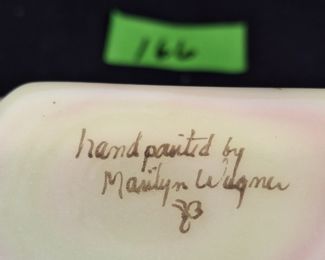 166
hand painted by
Marilyn Wagner